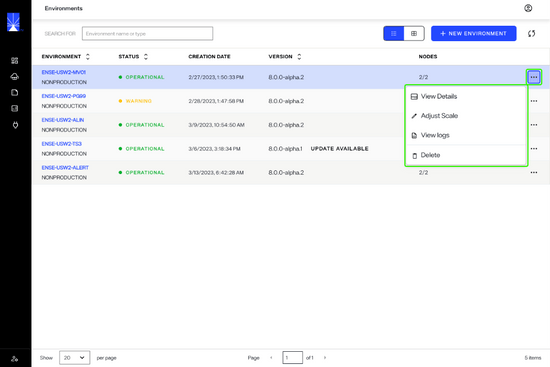 Environments
SEARCH FOR Environment name or type
+ NEW ENVIRONMENT
ENVIRONMENT STATUS CREATION DATE VERSION NODES
ENSE-USW2-MV01
NONPRODUCTION
OPERATIONAL 2/27/2023, 1:50:33 PM 8.0.0-alpha.2 2/2
ENSE-USW2-P089
NONPRODUCTION
WARNING 2/28/2023, 1:47:58 PM 8.0.0-alpha.2
ENSE-USW2-ALIN
NONPRODUCTION
OPERATIONAL 3/9/2023, 10:54:50 AM 8.0.0-alpha.2
ENSE-USW2-TS3
NONPRODUCTION
OPERATIONAL 3/6/2023, 3:18:34 PM 8.0.0-alpha.1 UPDATE AVAILABLE
ENSE-USW2-ALERT
NONPRODUCTION
OPERATIONAL 3/13/2023, 6:42:28 AM 8.0.0-alpha.2 2/2
View Details
Adjust Scale
View logs
Delete
Show 20 per page
Page 1 of 1
5 items